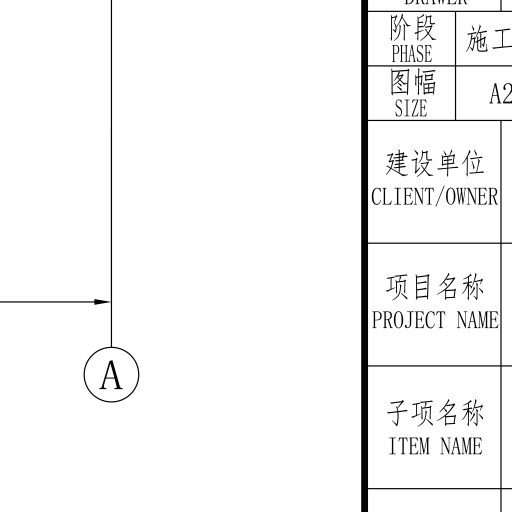 DRAWER
阶段
PHASE
施工
图幅
SIZE
A2
建设单位
CLIENT/OWNER
项目名称
PROJECT NAME
A
子项名称
ITEM NAME